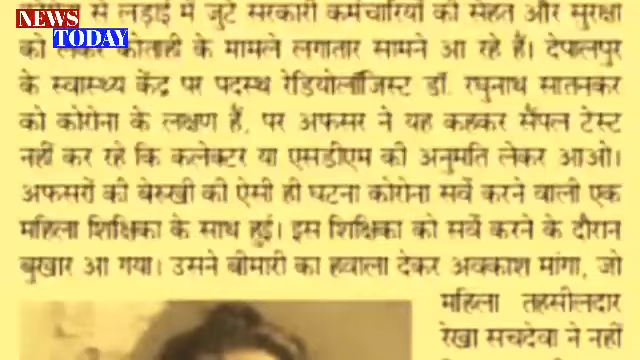 NEWS
TODAY
से लड़ाई में जुटे सरकारी कर्मचारियों की सेहत और सुरक्षा
को लेकर कोताही के मामले लगातार सामने आ रहे हैं। देपालपुर
के स्वास्थ्य केंद्र पर पदस्थ रेडियोलॉजिस्ट डॉ. रघुनाथ सातनकर
को कोरोना के लक्षण हैं, पर अफसर ने यह कहकर सैंपल टेस्ट
नहीं कर रहे कि कलेक्टर या एसडीएम की अनुमति लेकर आओ।
अफसरों की बेरुखी की ऐसी ही घटना कोरोना सर्वे करने वाली एक
महिला शिक्षिका के साथ हुई। इस शिक्षिका को सर्वे करने के दौरान
बुखार आ गया। उसने बीमारी का हवाला देकर अवकाश मांगा, जो
महिला तहसीलदार
रेखा सचदेवा ने नहीं